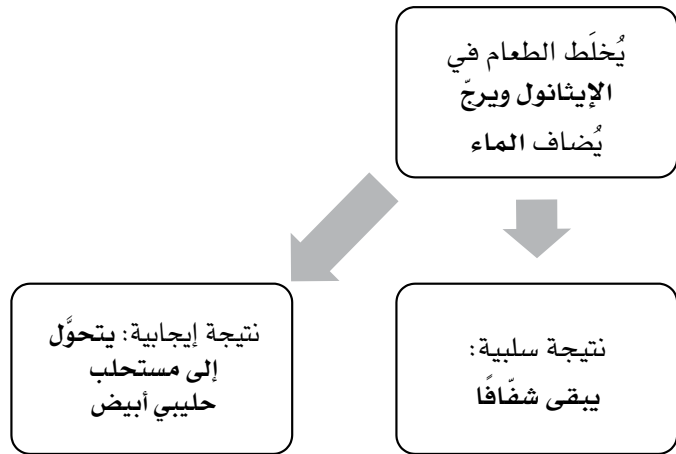 يُخلَط الطعام في
الإيثانول ويرجّ
يُضاف الماء
نتيجة سلبية:
يبقى شفّافًا
نتيجة إيجابية: يتحوَّل
إلى مستحلب
حليبي أبيض